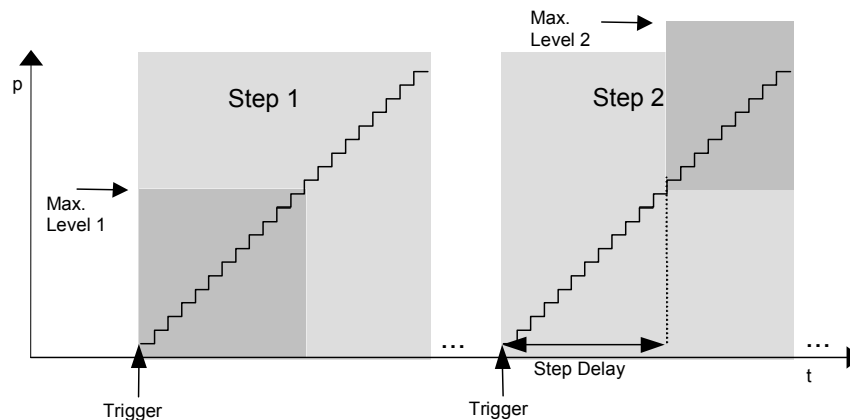 Max.
Level 2
p
Step 1
Step 2
Max.
Level 1
...
...
Step Delay
t
Trigger
Trigger